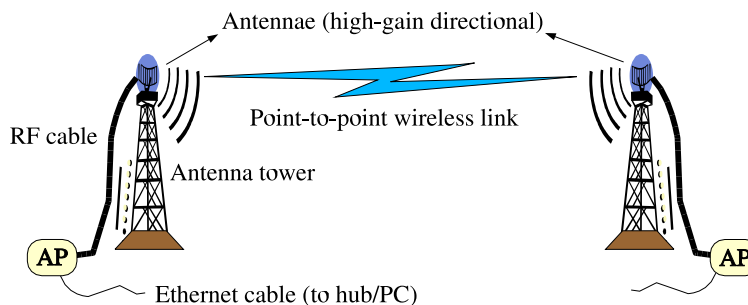 Antennae (high-gain directional)
Point-to-point wireless link
RF cable
Antenna tower
AP
AP
Ethernet cable (to hub/PC)